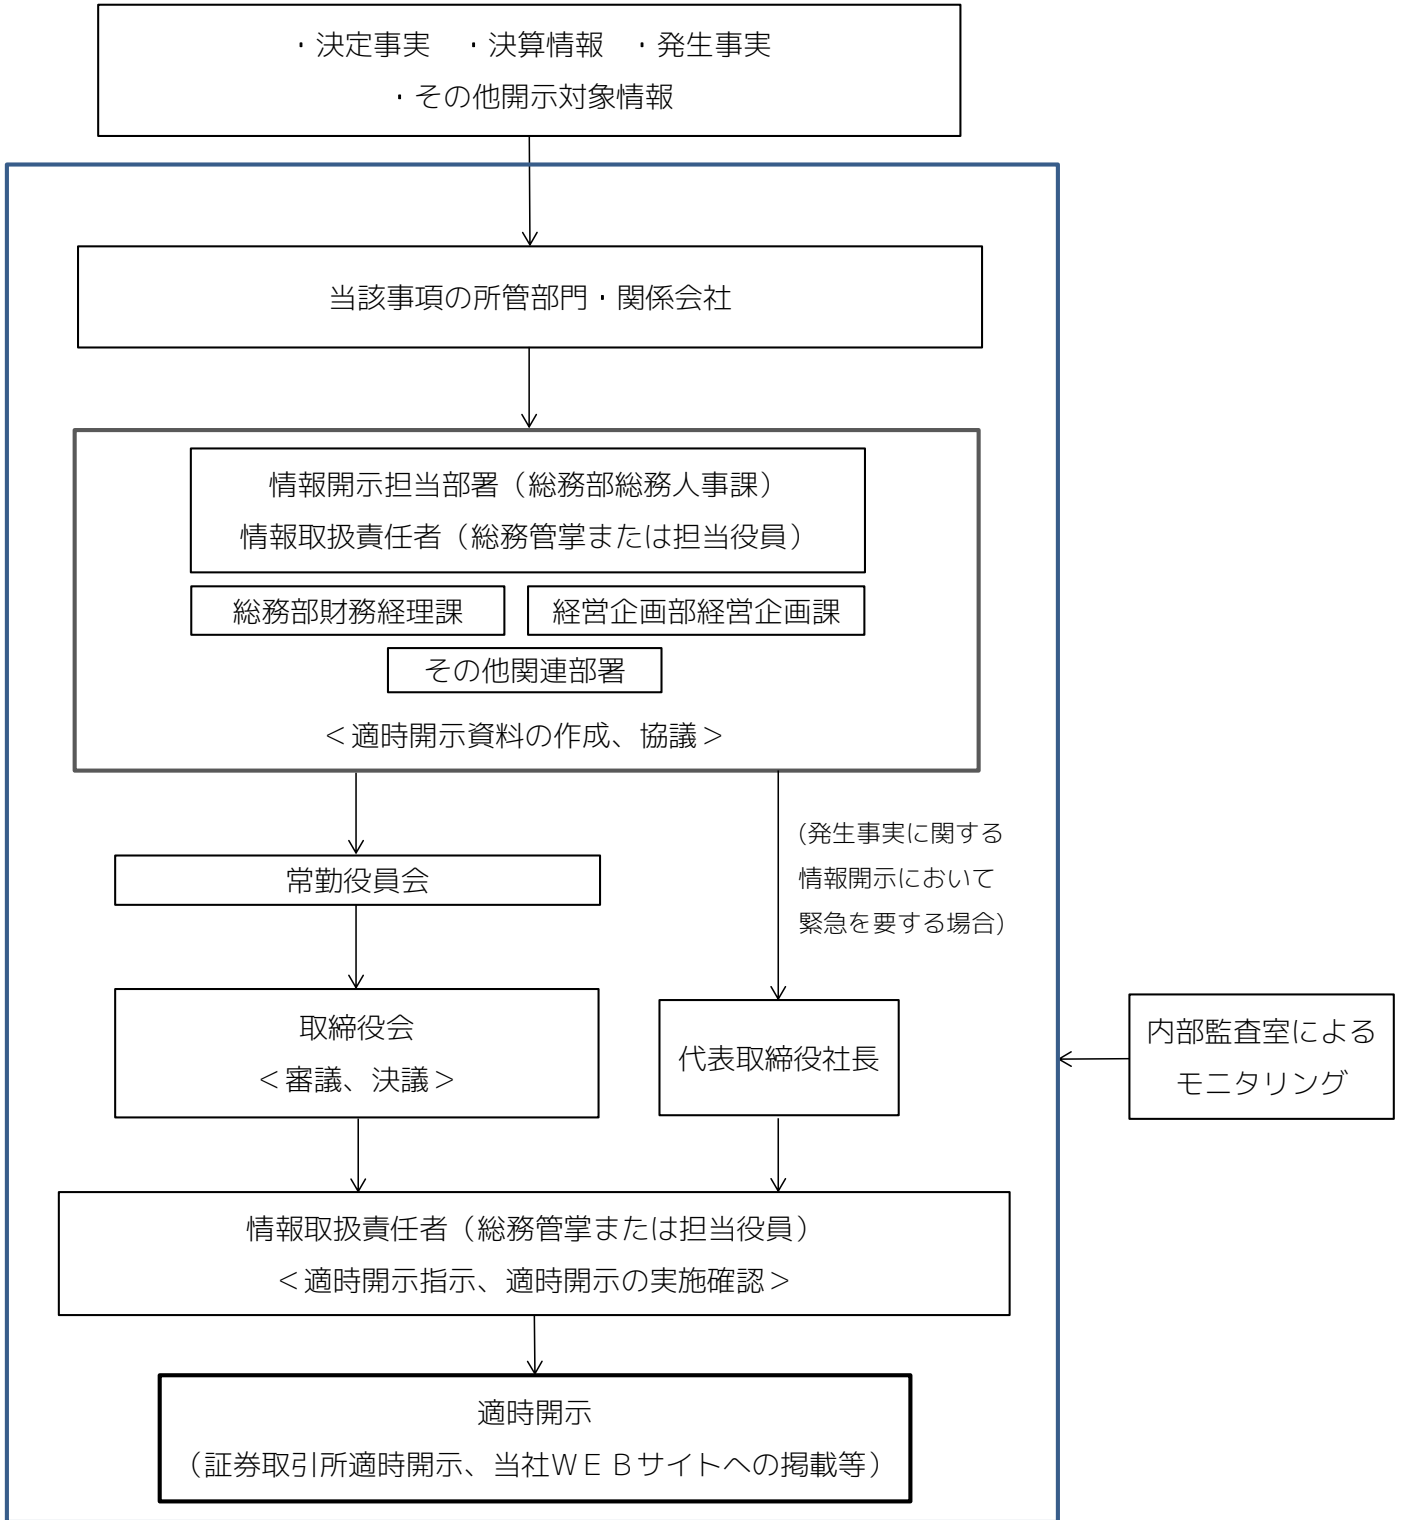 ・決定事実　・決算情報　・発生事実
・その他開示対象情報
当該事項の所管部門・関係会社
情報開示担当部署（総務部総務人事課）
情報取扱責任者（総務管掌または担当役員）
総務部財務経理課
経営企画部経営企画課
その他関連部署
＜適時開示資料の作成、協議＞
(発生事実に関する
情報開示において
緊急を要する場合)
常勤役員会
取締役会
＜審議、決議＞
代表取締役社長
内部監査室による
モニタリング
情報取扱責任者（総務管掌または担当役員）
＜適時開示指示、適時開示の実施確認＞
適時開示
（証券取引所適時開示、当社ＷＥＢサイトへの掲載等）